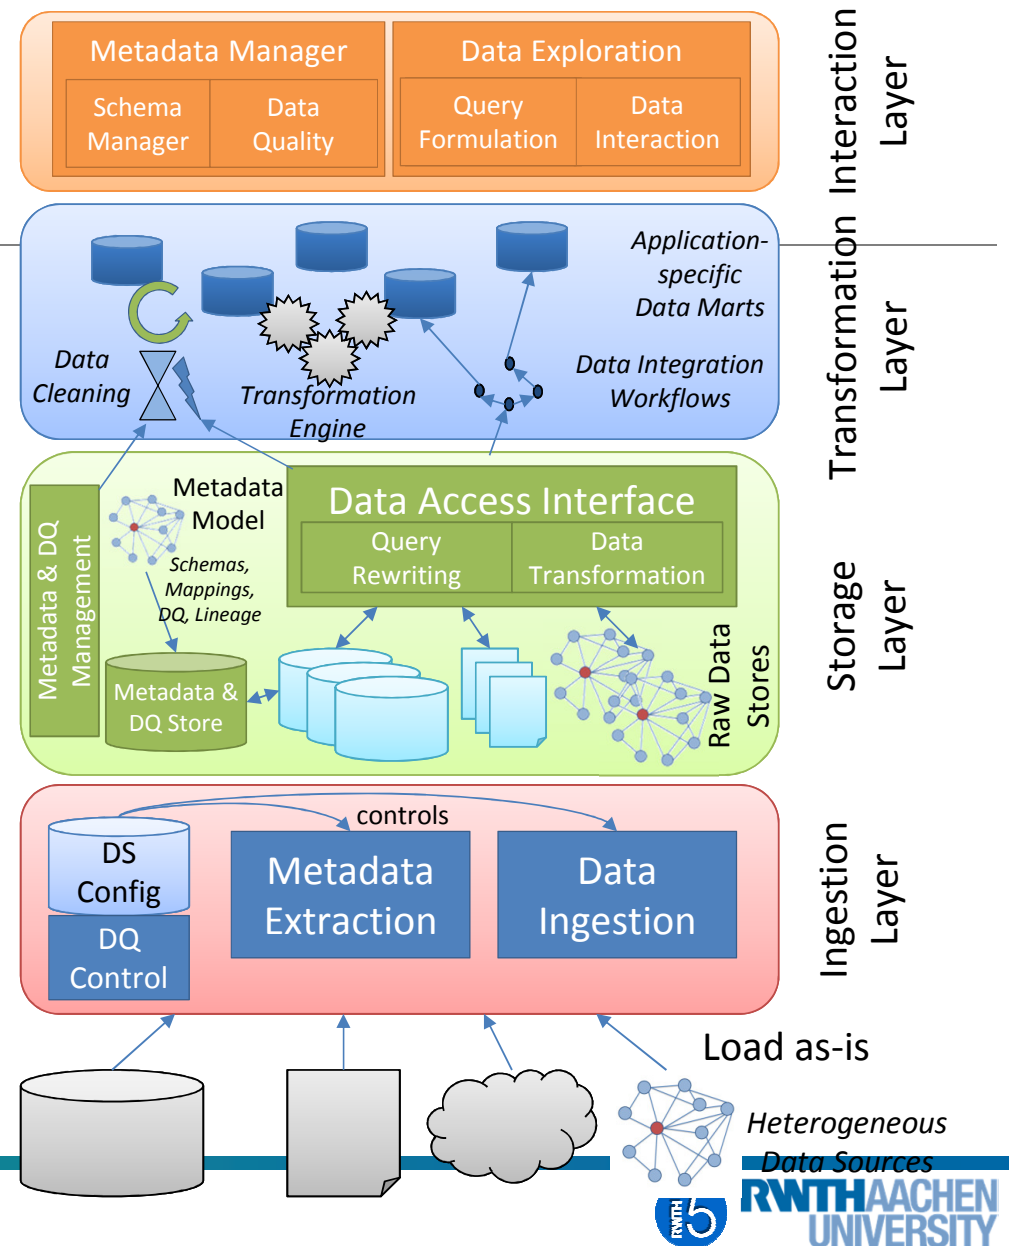 Metadata Manager
Schema
Manager
Data
Quality
Data Exploration
Query
Formulation
Data
Interaction
Interaction
Layer
Application-
specific
Data Marts
Data
Cleaning
Transformation
Engine
Data Integration
Workflows
Transformation
Layer
Metadata & DQ
Management
Metadata
Model
Schemas,
Mappings,
DQ, Lineage
Metadata &
DQ Store
Data Access Interface
Query
Rewriting
Data
Transformation
Raw Data
Stores
Storage
Layer
controls
DS
Config
DQ
Control
Metadata
Extraction
Data
Ingestion
Ingestion
Layer
Load as-is
Heterogeneous
Data Sources
RWTH
5
RWTHAACHEN
UNIVERSITY